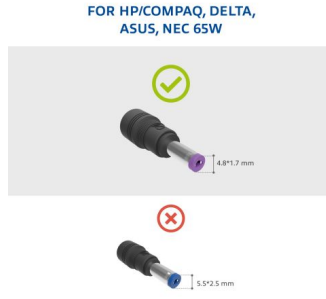 FOR HP/COMPAQ, DELTA,
ASUS, NEC 65W
4.8*1.7 mm
5.5*2.5 mm